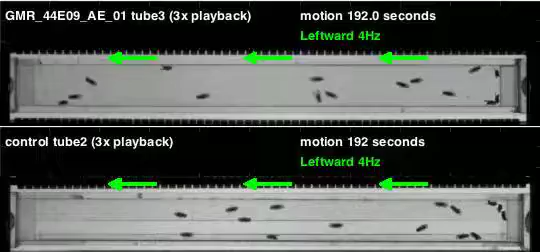 GMR_44E09_AE_01 tube3 (3x playback)
motion 192.0 seconds
Leftward 4Hz
control tube2 (3x playback)
motion 192 seconds
Leftward 4Hz